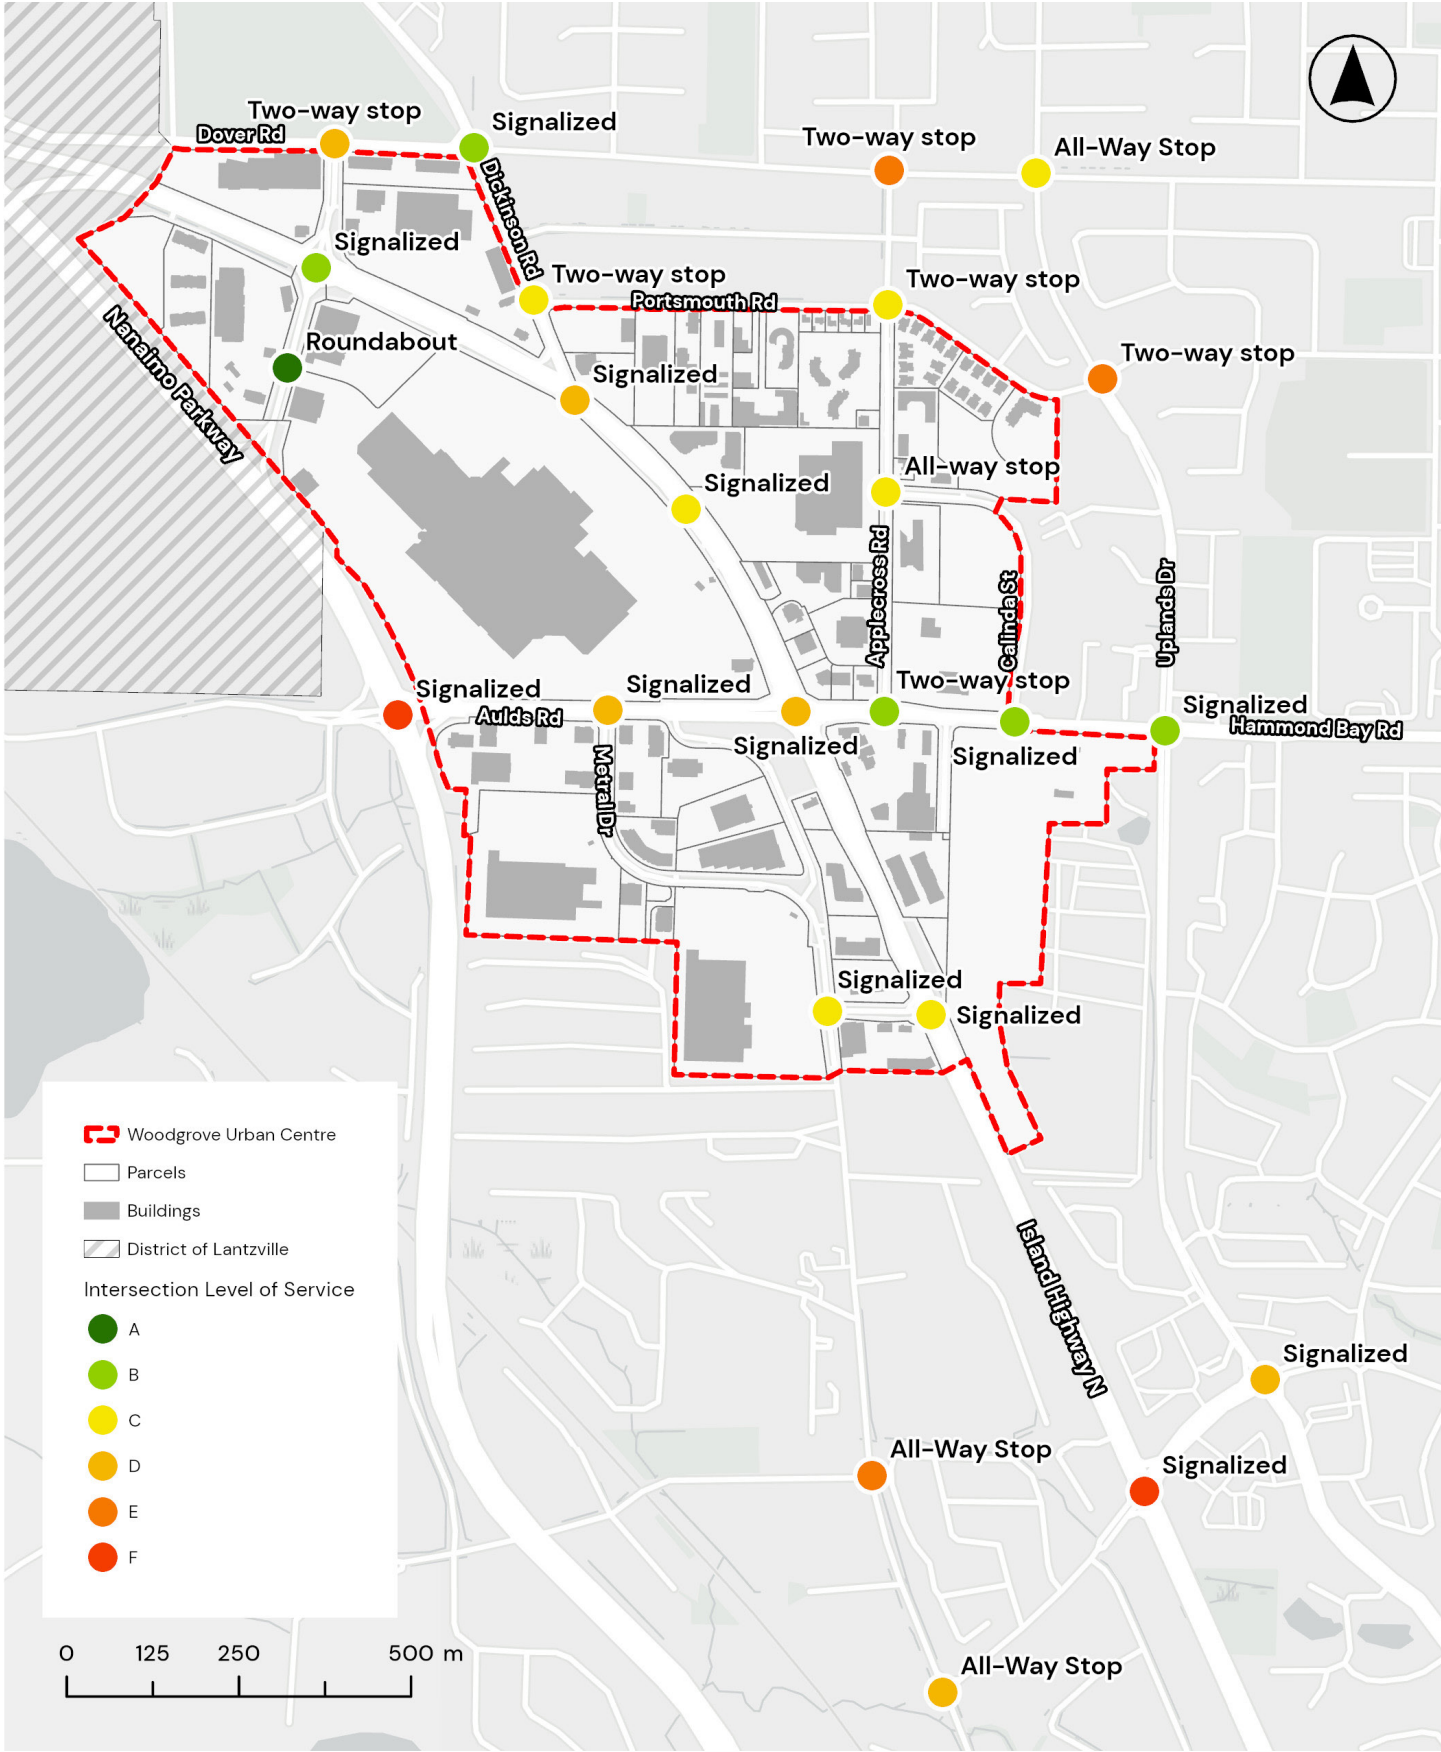 Two-way stop
Signalized
Dover Rd
Two-way stop
All-Way Stop
Dickinson Rd
Signalized
Two-way stop
Two-way stop
Portsmouth Rd
Nanaimo Parkway
Roundabout
Two-way stop
Signalized
All-way stop
Signalized
Applecross Rd
Calinda St
Uplands Dr
Signalized
Signalized
Two-way stop
Signalized
Aulds Rd
Hammond Bay Rd
Signalized
Signalized
Metral Dr
Signalized
Signalized
Woodgrove Urban Centre
Parcels
Buildings
District of Lantzville
Intersection Level of Service
A
B
C
D
E
F
Island Highway N
Signalized
All-Way Stop
Signalized
All-Way Stop
0 125 250 500 m